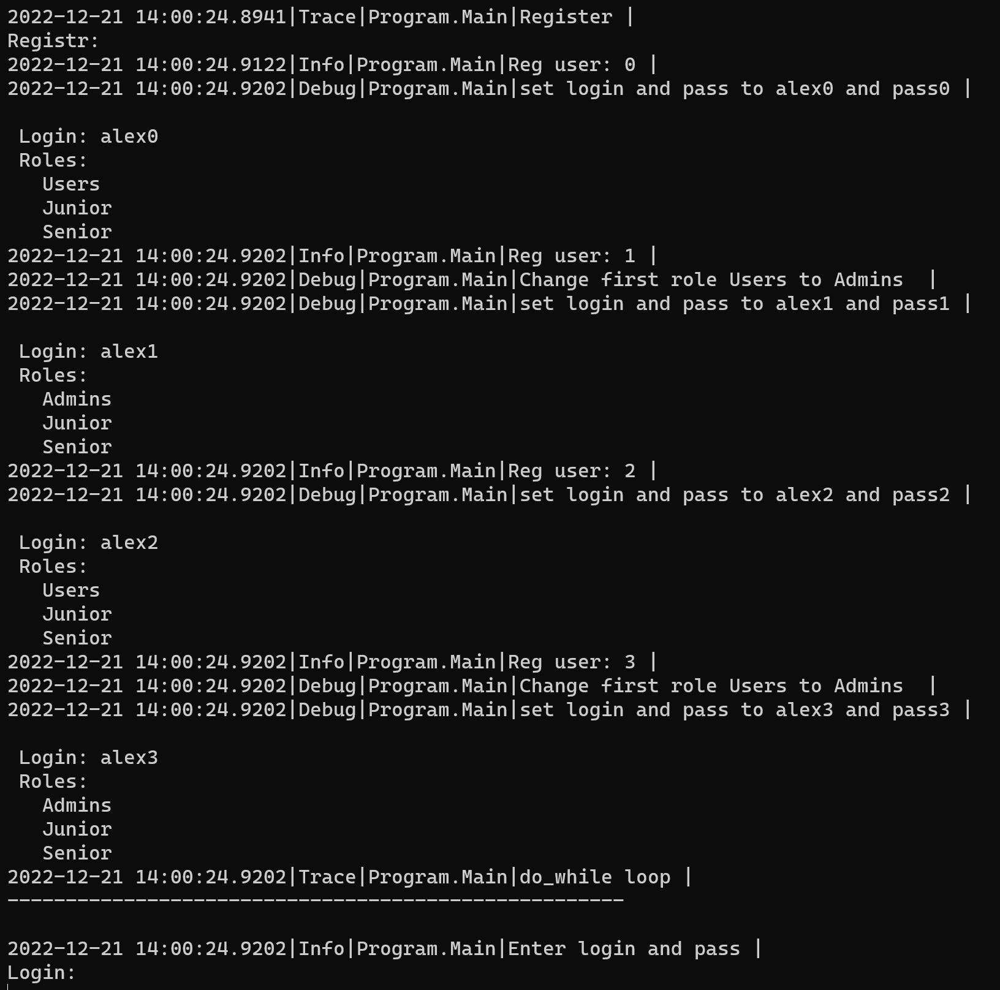 2022-12-21 14:00:24.8941|Trace|Program.Main|Register |
Registr:
2022-12-21 14:00:24.9122|Info|Program.Main|Reg user: 0 |
2022-12-21 14:00:24.9202|Debug|Program.Main|set login and pass to alex0 and pass0 |
Login: alex0
Roles:
Users
Junior
Senior
2022-12-21 14:00:24.9202|Info|Program.Main|Reg user: 1 |
2022-12-21 14:00:24.9202|Debug|Program.Main|Change first role Users to Admins  |
2022-12-21 14:00:24.9202|Debug|Program.Main|set login and pass to alex1 and pass1 |
Login: alex1
Roles:
Admins
Junior
Senior
2022-12-21 14:00:24.9202|Info|Program.Main|Reg user: 2 |
2022-12-21 14:00:24.9202|Debug|Program.Main|set login and pass to alex2 and pass2 |
Login: alex2
Roles:
Users
Junior
Senior
2022-12-21 14:00:24.9202|Info|Program.Main|Reg user: 3 |
2022-12-21 14:00:24.9202|Debug|Program.Main|Change first role Users to Admins  |
2022-12-21 14:00:24.9202|Debug|Program.Main|set login and pass to alex3 and pass3 |
Login: alex3
Roles:
Admins
Junior
Senior
2022-12-21 14:00:24.9202|Trace|Program.Main|do_while loop |
-----------------------------------------------------
2022-12-21 14:00:24.9202|Info|Program.Main|Enter login and pass |
Login: